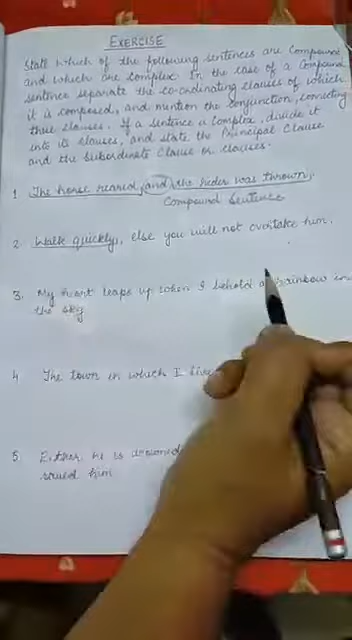 EXERCISE
State which of the following sentences are Compound
and which are complex. In the case of a Compound
sentence separate the co-ordinating clauses of which
it is composed, and mention the conjunction, connecting
these clauses. If a sentence is Complex, divide it
into its clauses, and state the Principal Clause
and the Subordinate Clause or clauses.
1 The horse reared and the rider was thrown.
Compound Sentence
2. Walk quickly, else you will not overtake him.
3. My heart leaps up when I behold a rainbow in
the sky
4. The town in which I live
5. Either he is drowned
saved him